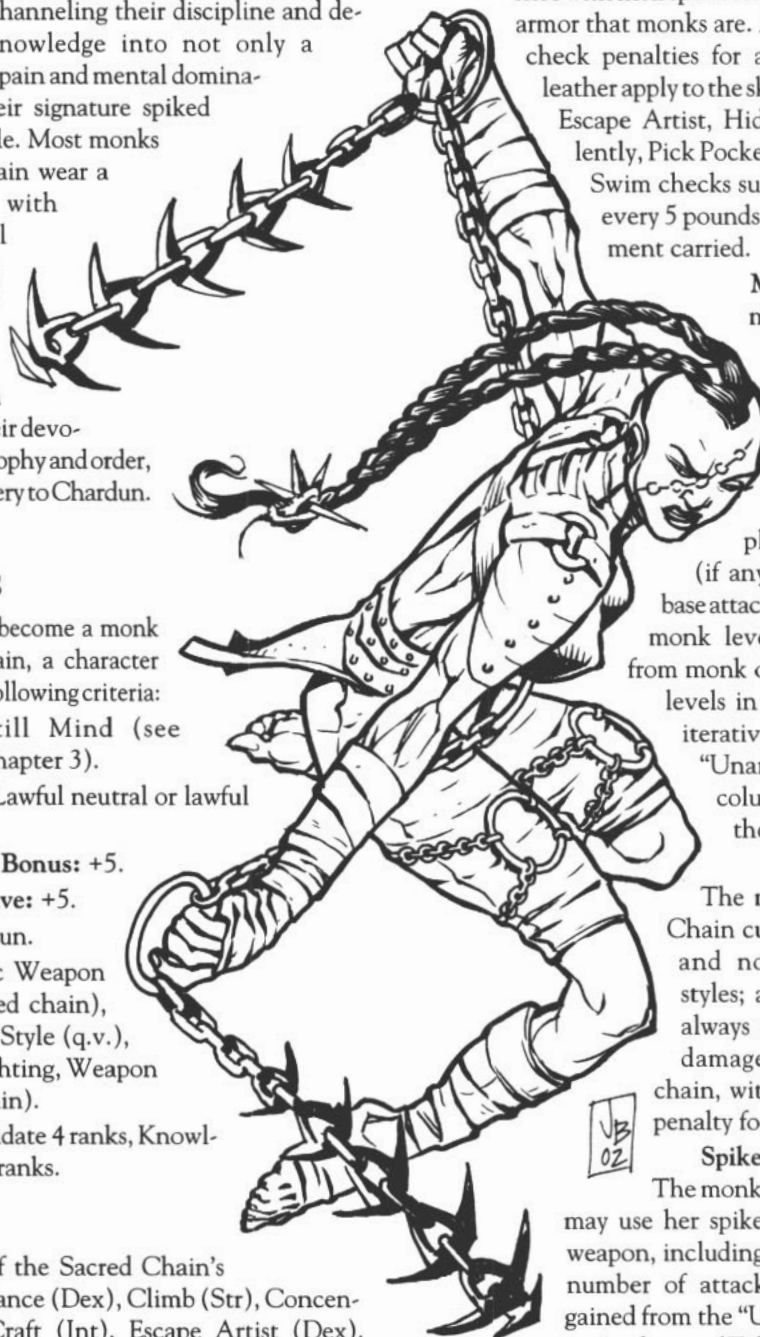 hanneling their discipline and de-
nowledge into not only a
pain and mental domina-
eir signature spiked
le. Most monks
ain wear a
with
l
eir devo-
ophy and order,
ery to Chardun.
s
become a monk
ain, a character
ollowing criteria:
till Mind (see
hapter 3).
Lawful neutral or lawful
Bonus: +5.
ve: +5.
un.
c Weapon
ed chain),
Style (q.v.),
hting, Weapon
in).
idate 4 ranks, Knowl-
ranks.
f the Sacred Chain's
ance (Dex), Climb (Str), Concen-
Craft (Int), Escape Artist (Dex),
armor that monks are.
check penalties for a
leather apply to the sk
Escape Artist, Hid
lently, Pick Pocke
Swim checks su
every 5 pounds
ment carried.
M
n
pl
(if any
base attac
monk leve
from monk o
levels in
iterativ
"Unar
colu
the
The m
Chain cu
and no
styles; a
always
damage
chain, wit
penalty fo
Spike
The monk
may use her spike
weapon, including
number of attack
gained from the "U
JB
02